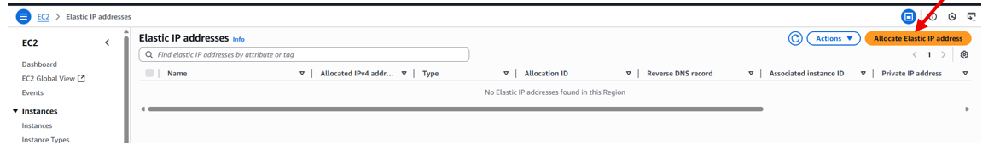 EC2 > Elastic IP addresses
EC2
Dashboard
EC2 Global View
Events
Instances
Instances
Instance Types
Elastic IP addresses Info
Actions
Allocate Elastic IP address
Find elastic IP addresses by attribute or tag
1
Name Allocated IPv4 addr... Type Allocation ID Reverse DNS record Associated instance ID Private IP address
No Elastic IP addresses found in this Region